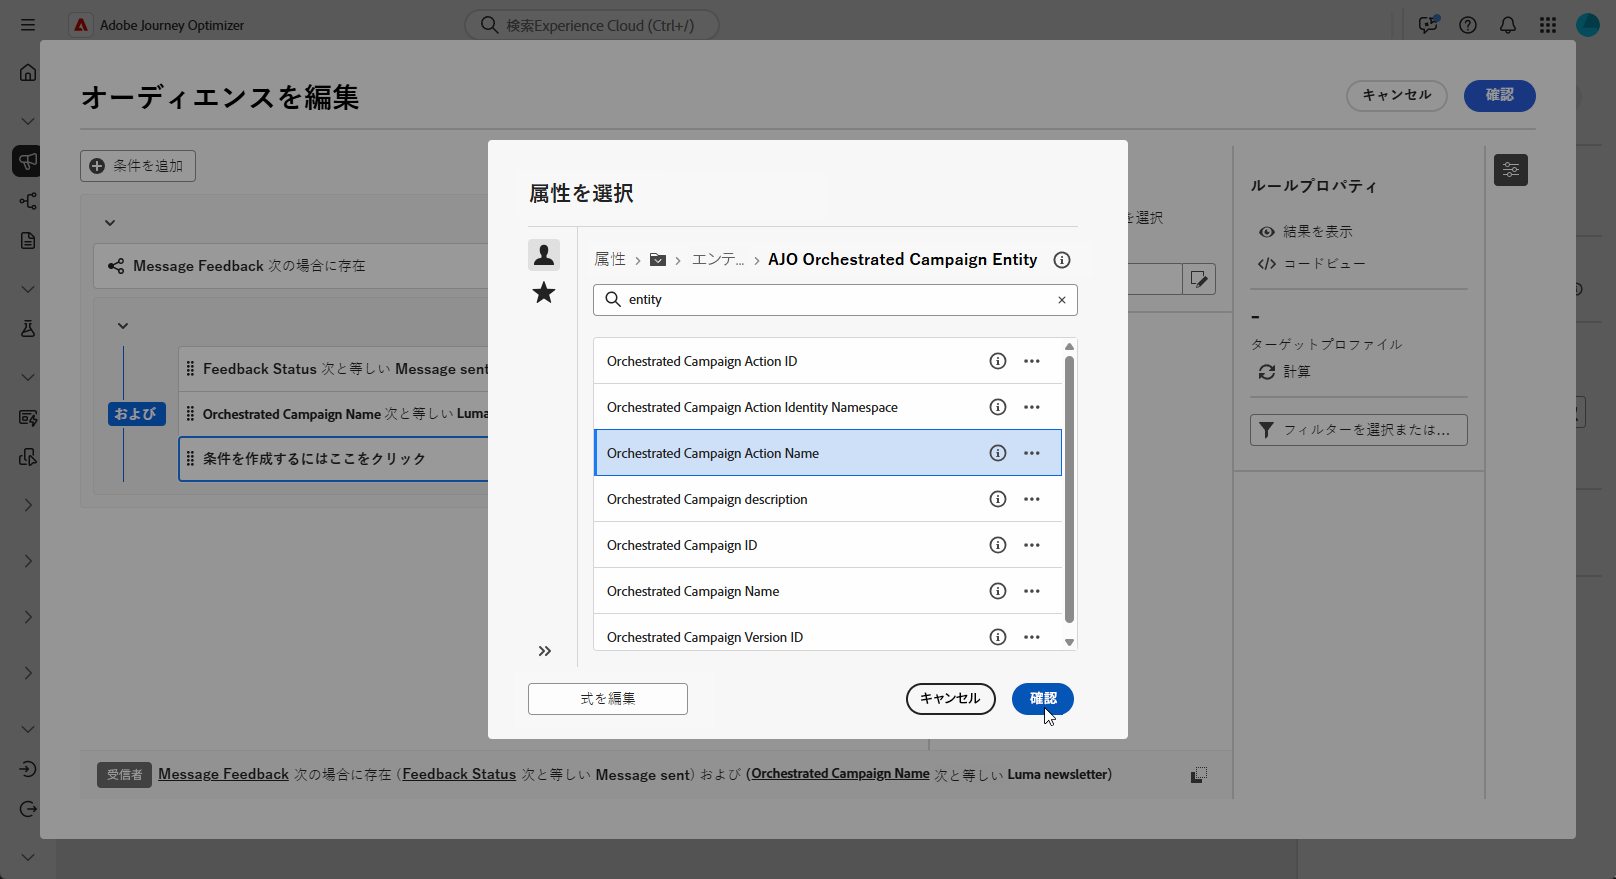 Adobe Journey Optimizer
検索Experience Cloud (Ctrl+/)
オーディエンスを編集
キャンセル
確認
条件を追加
Message Feedback 次の場合に存在
Feedback Status 次と等しい Message sent
および
Orchestrated Campaign Name 次と等しい Luma
条件を作成するにはここをクリック
を選択
ルールプロパティ
結果を表示
コードビュー
-
ターゲットプロファイル
計算
フィルターを選択または...
属性を選択
属性 > > エンテ... > AJO Orchestrated Campaign Entity
entity
Orchestrated Campaign Action ID
Orchestrated Campaign Action Identity Namespace
Orchestrated Campaign Action Name
Orchestrated Campaign description
Orchestrated Campaign ID
Orchestrated Campaign Name
Orchestrated Campaign Version ID
式を編集
キャンセル
確認
受信者 Message Feedback 次の場合に存在 (Feedback Status 次と等しい Message sent) および (Orchestrated Campaign Name 次と等しい Luma newsletter)